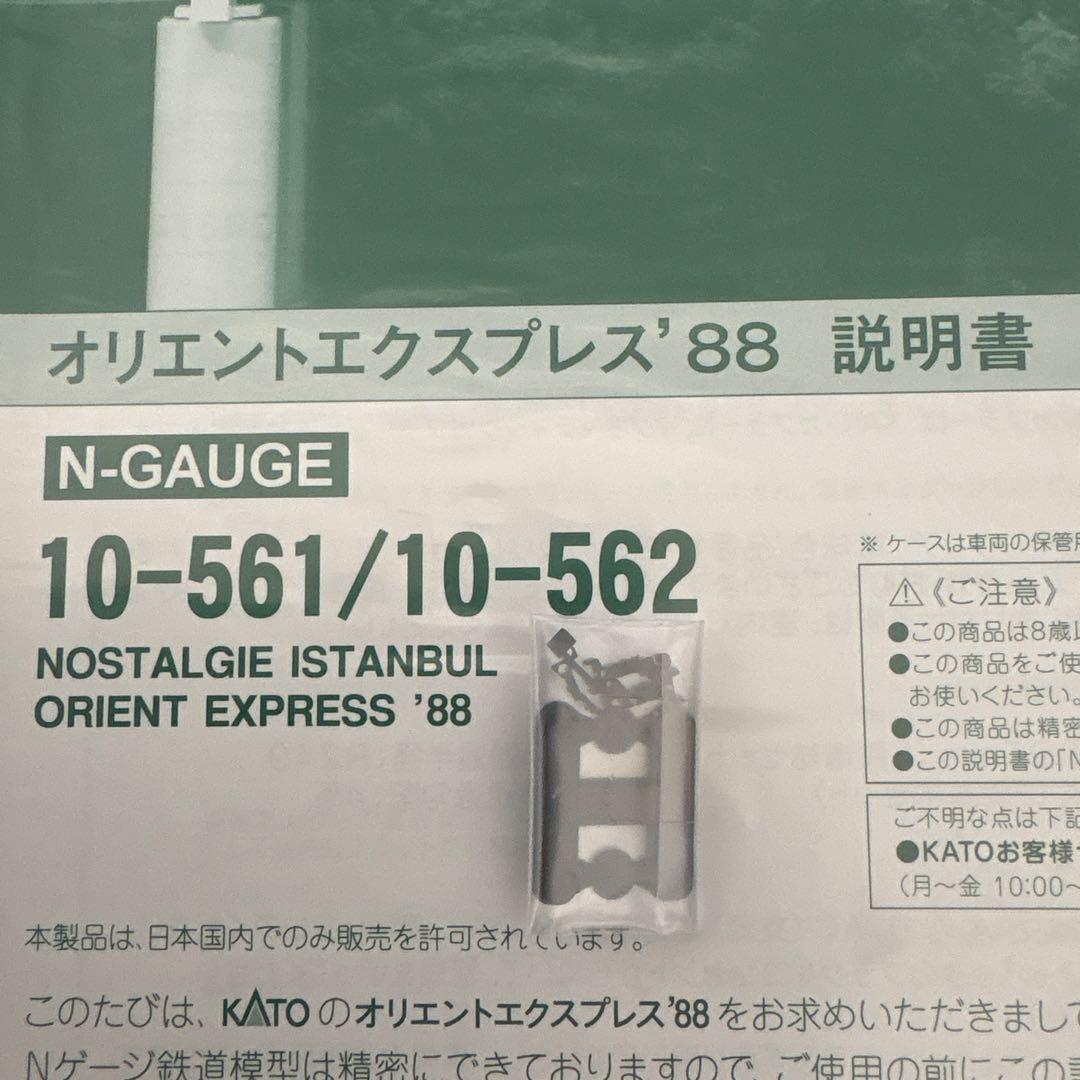 オリエントエクスプレス’88 説明書
N-GAUGE
10-561/10-562
NOSTALGIE ISTANBUL
ORIENT EXPRESS ’88
※ ケースは車両の保管用
⚠《ご注意》
●この商品は8歳以
●この商品をご使
お使いください。
●この商品は精密
●この説明書の「N
ご不明な点は下記
●KATOお客様
(月～金 10:00～
本製品は、日本国内でのみ販売を許可されています。
このたびは、KATOのオリエントエクスプレス’88をお求めいただきまして
Nゲージ鉄道模型は精密にできておりますので、ご使用の前にこの説